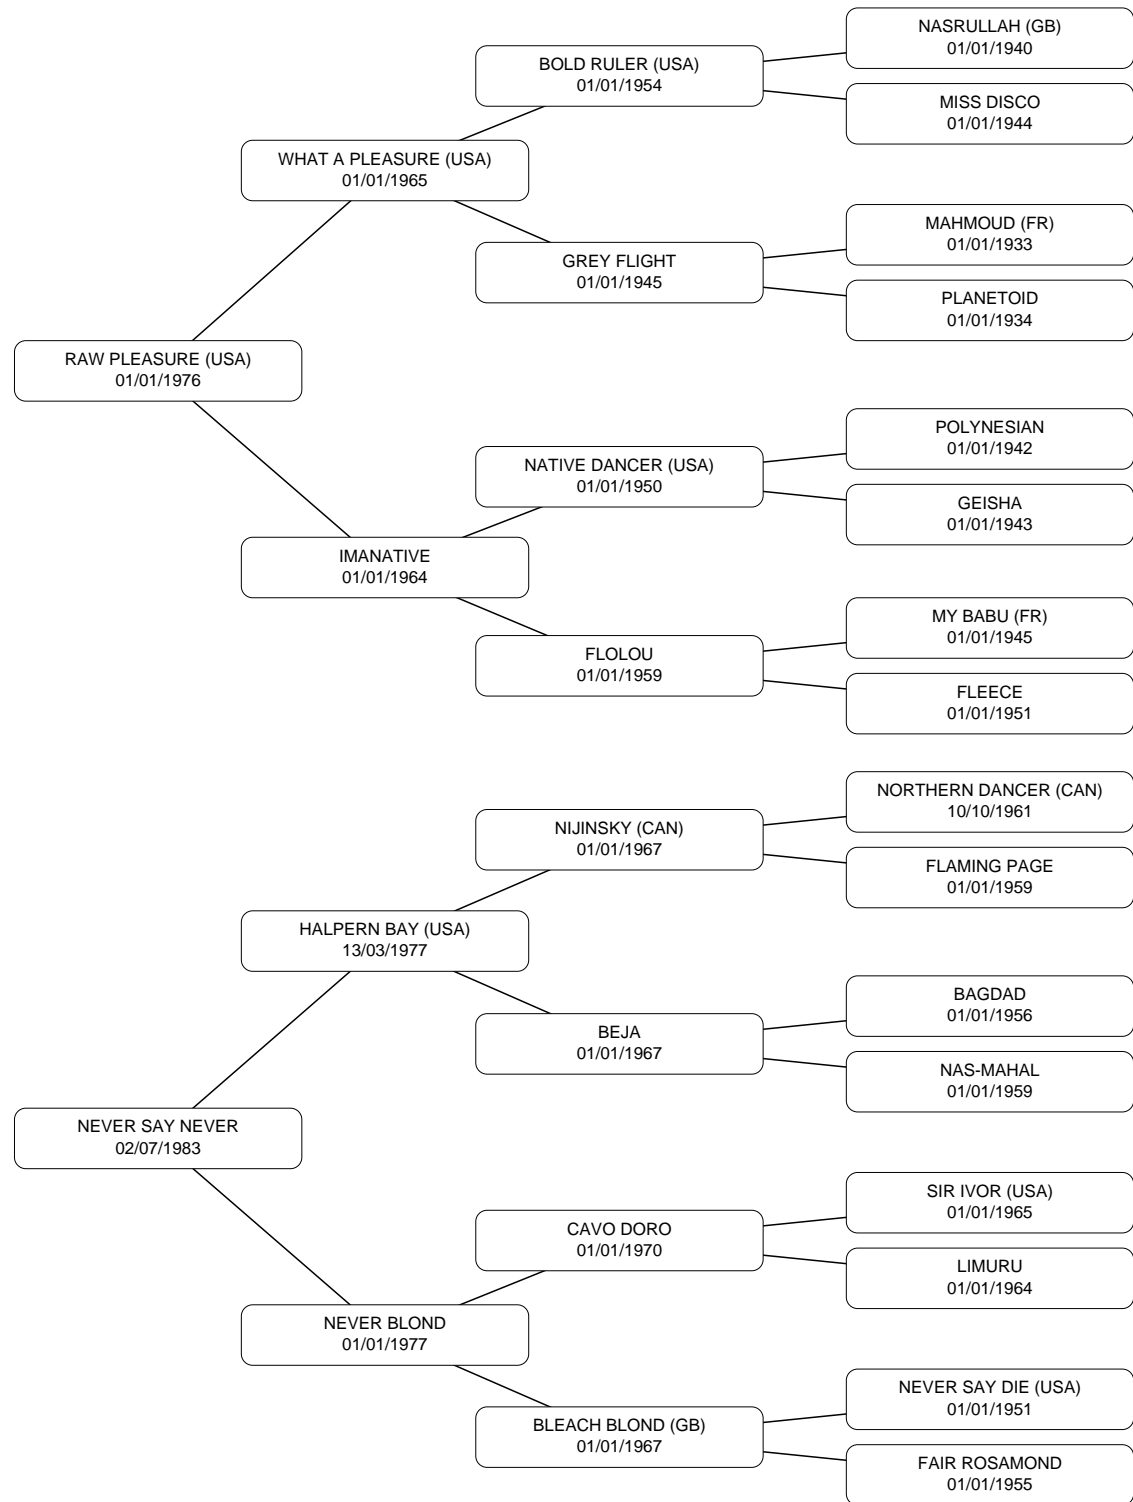 NASRULLAH (GB)
01/01/1940
BOLD RULER (USA)
01/01/1954
MISS DISCO
01/01/1944
WHAT A PLEASURE (USA)
01/01/1965
MAHMOUD (FR)
01/01/1933
GREY FLIGHT
01/01/1945
PLANETOID
01/01/1934
RAW PLEASURE (USA)
01/01/1976
POLYNESIAN
01/01/1942
NATIVE DANCER (USA)
01/01/1950
GEISHA
01/01/1943
IMANATIVE
01/01/1964
MY BABU (FR)
01/01/1945
FLOLOU
01/01/1959
FLEECE
01/01/1951
NORTHERN DANCER (CAN)
10/10/1961
NIJINSKY (CAN)
01/01/1967
FLAMING PAGE
01/01/1959
HALPERN BAY (USA)
13/03/1977
BAGDAD
01/01/1956
BEJA
01/01/1967
NAS-MAHAL
01/01/1959
NEVER SAY NEVER
02/07/1983
SIR IVOR (USA)
01/01/1965
CAVO DORO
01/01/1970
LIMURU
01/01/1964
NEVER BLOND
01/01/1977
NEVER SAY DIE (USA)
01/01/1951
BLEACH BLOND (GB)
01/01/1967
FAIR ROSAMOND
01/01/1955